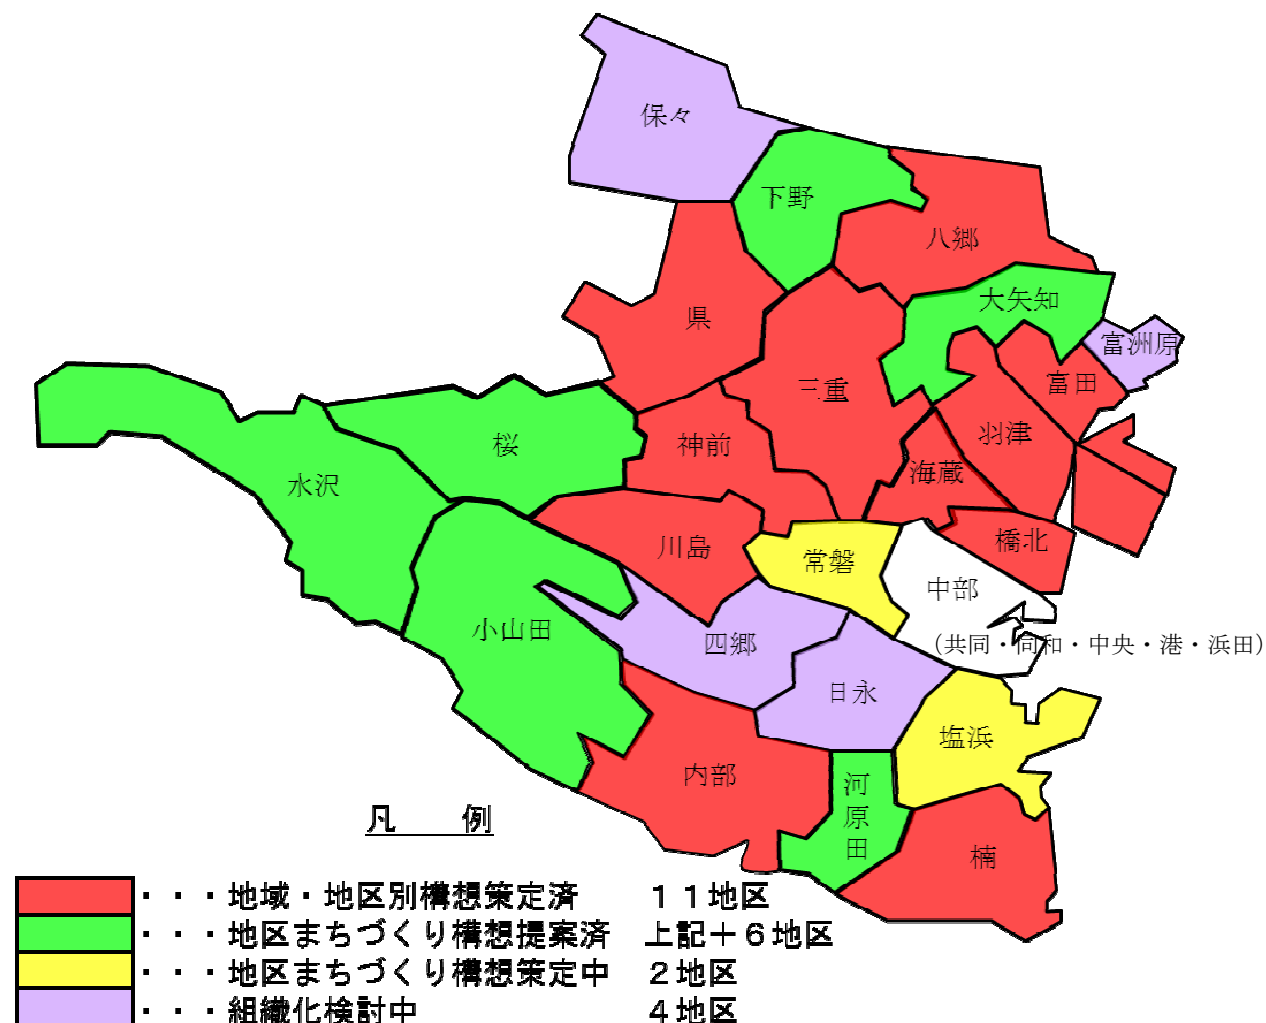 保々
下野
八郷
大矢知
県
富洲原
富田
三重
羽津
神前
桜
海蔵
水沢
川島
橋北
常磐
中部
小山田
四郷
(共同・同和・中央・港・浜田)
日永
塩浜
内部
河原田
楠
凡 例
・・・地域・地区別構想策定済 11地区
・・・地区まちづくり構想提案済 上記+6地区
・・・地区まちづくり構想策定中 2地区
・・・組織化検討中 4地区